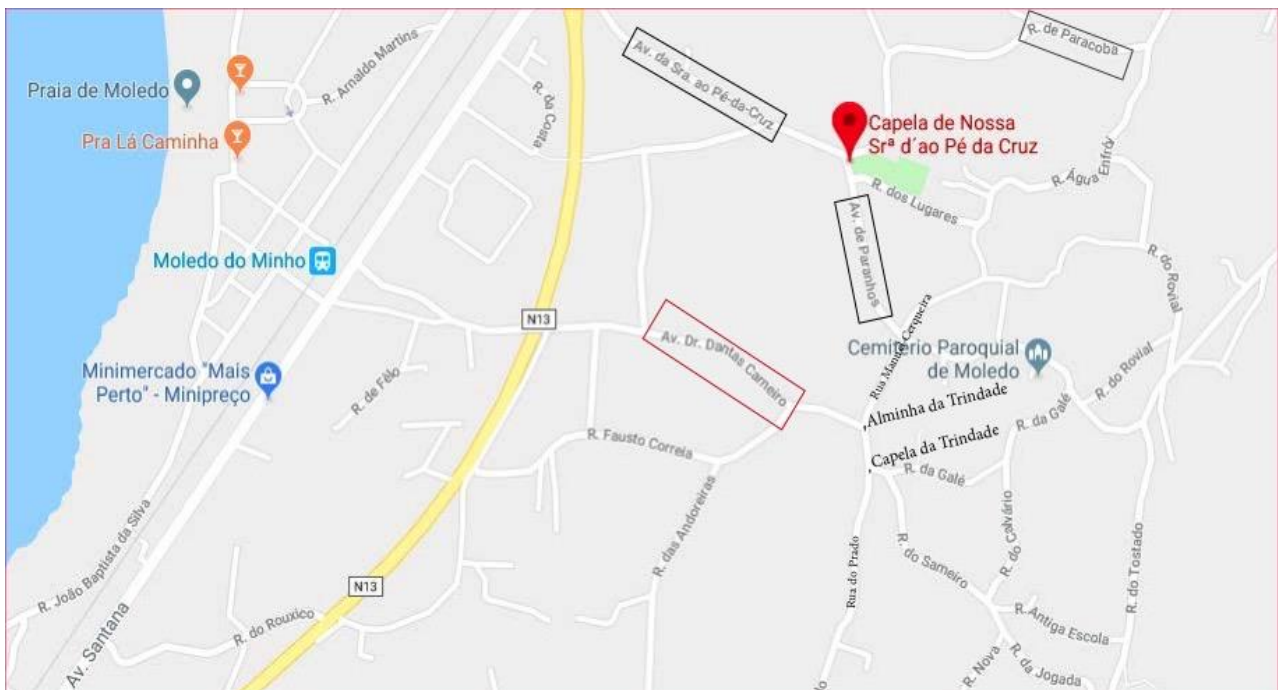 R. de Paracoba
Av. da Sra. ao Pé-da-Cruz
R. Arnaldo Martins
Praia de Moledo
R. da Costa
Capela de Nossa
Srª d´ao Pé da Cruz
Pra Lá Caminha
R. Água Enfroi
R. dos Lugares
Av. de Paranhos
Moledo do Minho
R. do Rovial
N13
Av. Dr. Dantas Carneiro
Rua Manuel Cerqueira
Cemitério Paroquial
de Moledo
Minimercado "Mais
Perto" - Minipreço
R. de Félo
R. do Rovial
Alminha da Trindade
R. da Galé
R. Fausto Correia
Capela da Trindade
R. da Galé
R. das Andoreiras
R. do Calvário
R. João Baptista da Silva
R. do Sameiro
Rua do Prado
R. do Tostado
N13
R. do Rouxico
R. Antiga Escola
Av. Santana
R. Nova
R. da Jogada